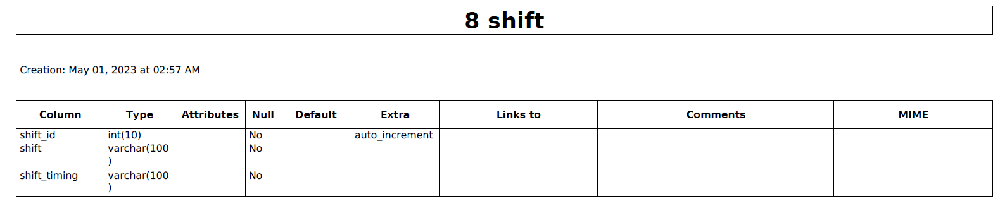 8 shift
Creation: May 01, 2023 at 02:57 AM
Column Type Attributes Null Default Extra Links to Comments MIME
shift_id int(10) No auto_increment
shift varchar(100 No
)
shift_timing varchar(100 No
)